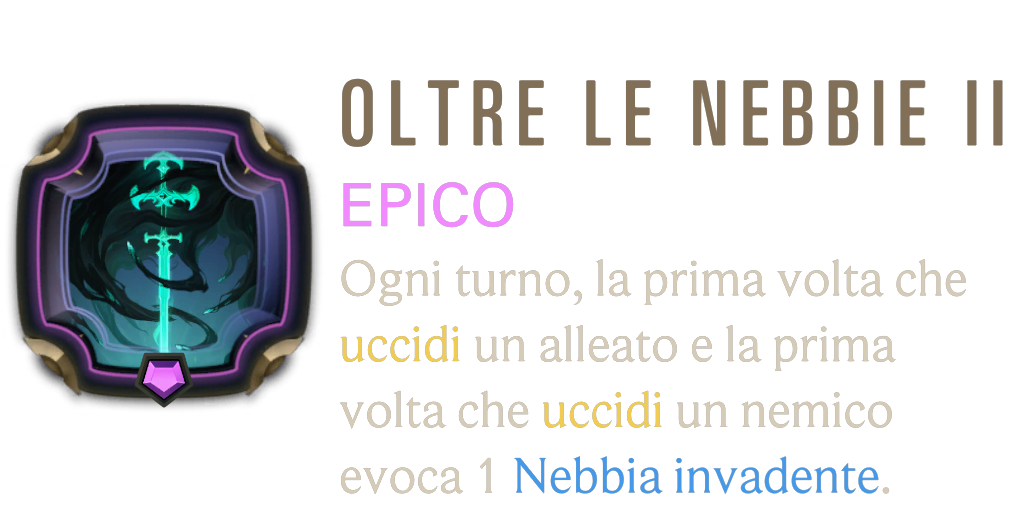 OLTRE LE NEBBIE II
EPICO
Ogni turno, la prima volta che
uccidi un alleato e la prima
volta che uccidi un nemico
evoca 1 Nebbia invadente.